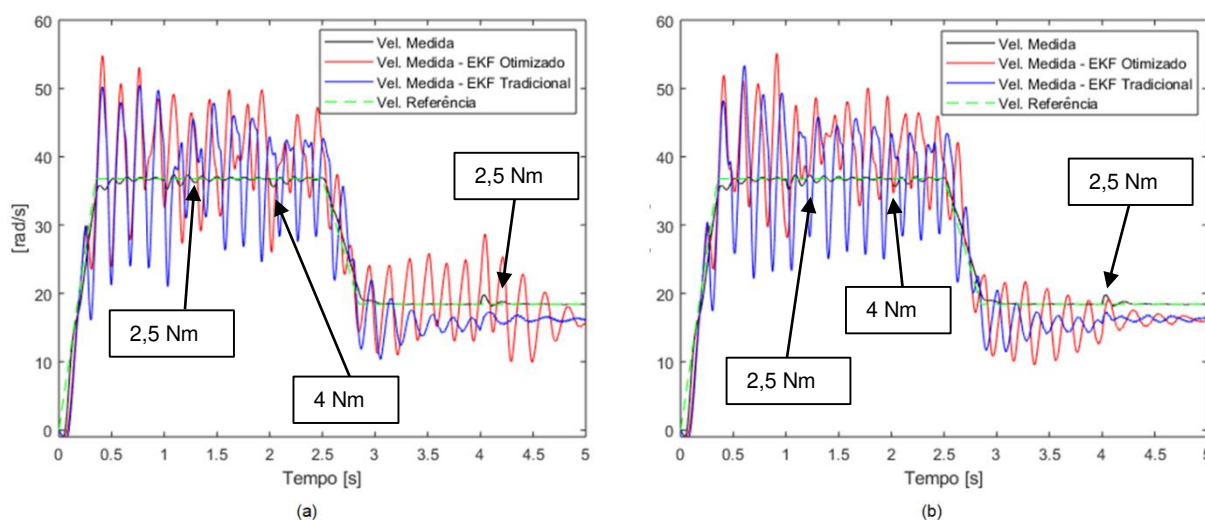 60
50
40
30
20
10
0
[rad/s]
Vel. Medida
Vel. Medida - EKF Otimizado
Vel. Medida - EKF Tradicional
Vel. Referência
2,5 Nm
2,5 Nm
4 Nm
0 0.5 1 1.5 2 2.5 3 3.5 4 4.5 5
Tempo [s]
(a)
60
50
40
30
20
10
0
Vel. Medida
Vel. Medida - EKF Otimizado
Vel. Medida - EKF Tradicional
Vel. Referência
2,5 Nm
4 Nm
2,5 Nm
0 0.5 1 1.5 2 2.5 3 3.5 4 4.5 5
Tempo [s]
(b)